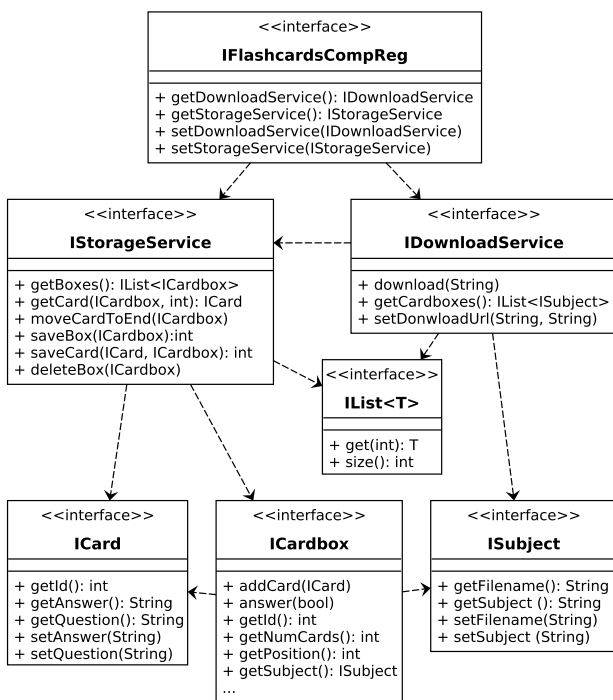 <<interface>>
IFlashcardsCompReg
+ getDownloadService(): IDownloadService
+ getStorageService(): IStorageService
+ setDownloadService(IDownloadService)
+ setStorageService(IStorageService)
<<interface>>
IStorageService
+ getBoxes(): IList<ICardbox>
+ getCard(ICardbox, int): ICard
+ moveCardToEnd(ICardbox)
+ saveBox(ICardbox):int
+ saveCard(ICard, ICardbox): int
+ deleteBox(ICardbox)
<<interface>>
IDownloadService
+ download(String)
+ getCardboxes(): IList<ISubject>
+ setDonwloadUrl(String, String)
<<interface>>
IList<T>
+ get(int): T
+ size(): int
<<interface>>
ICard
+ getId(): int
+ getAnswer(): String
+ getQuestion(): String
+ setAnswer(String)
+ setQuestion(String)
<<interface>>
ICardbox
+ addCard(ICard)
+ answer(bool)
+ getId(): int
+ getNumCards(): int
+ getPosition(): int
+ getSubject(): ISubject
...
<<interface>>
ISubject
+ getFilename(): String
+ getSubject (): String
+ setFilename(String)
+ setSubject (String)